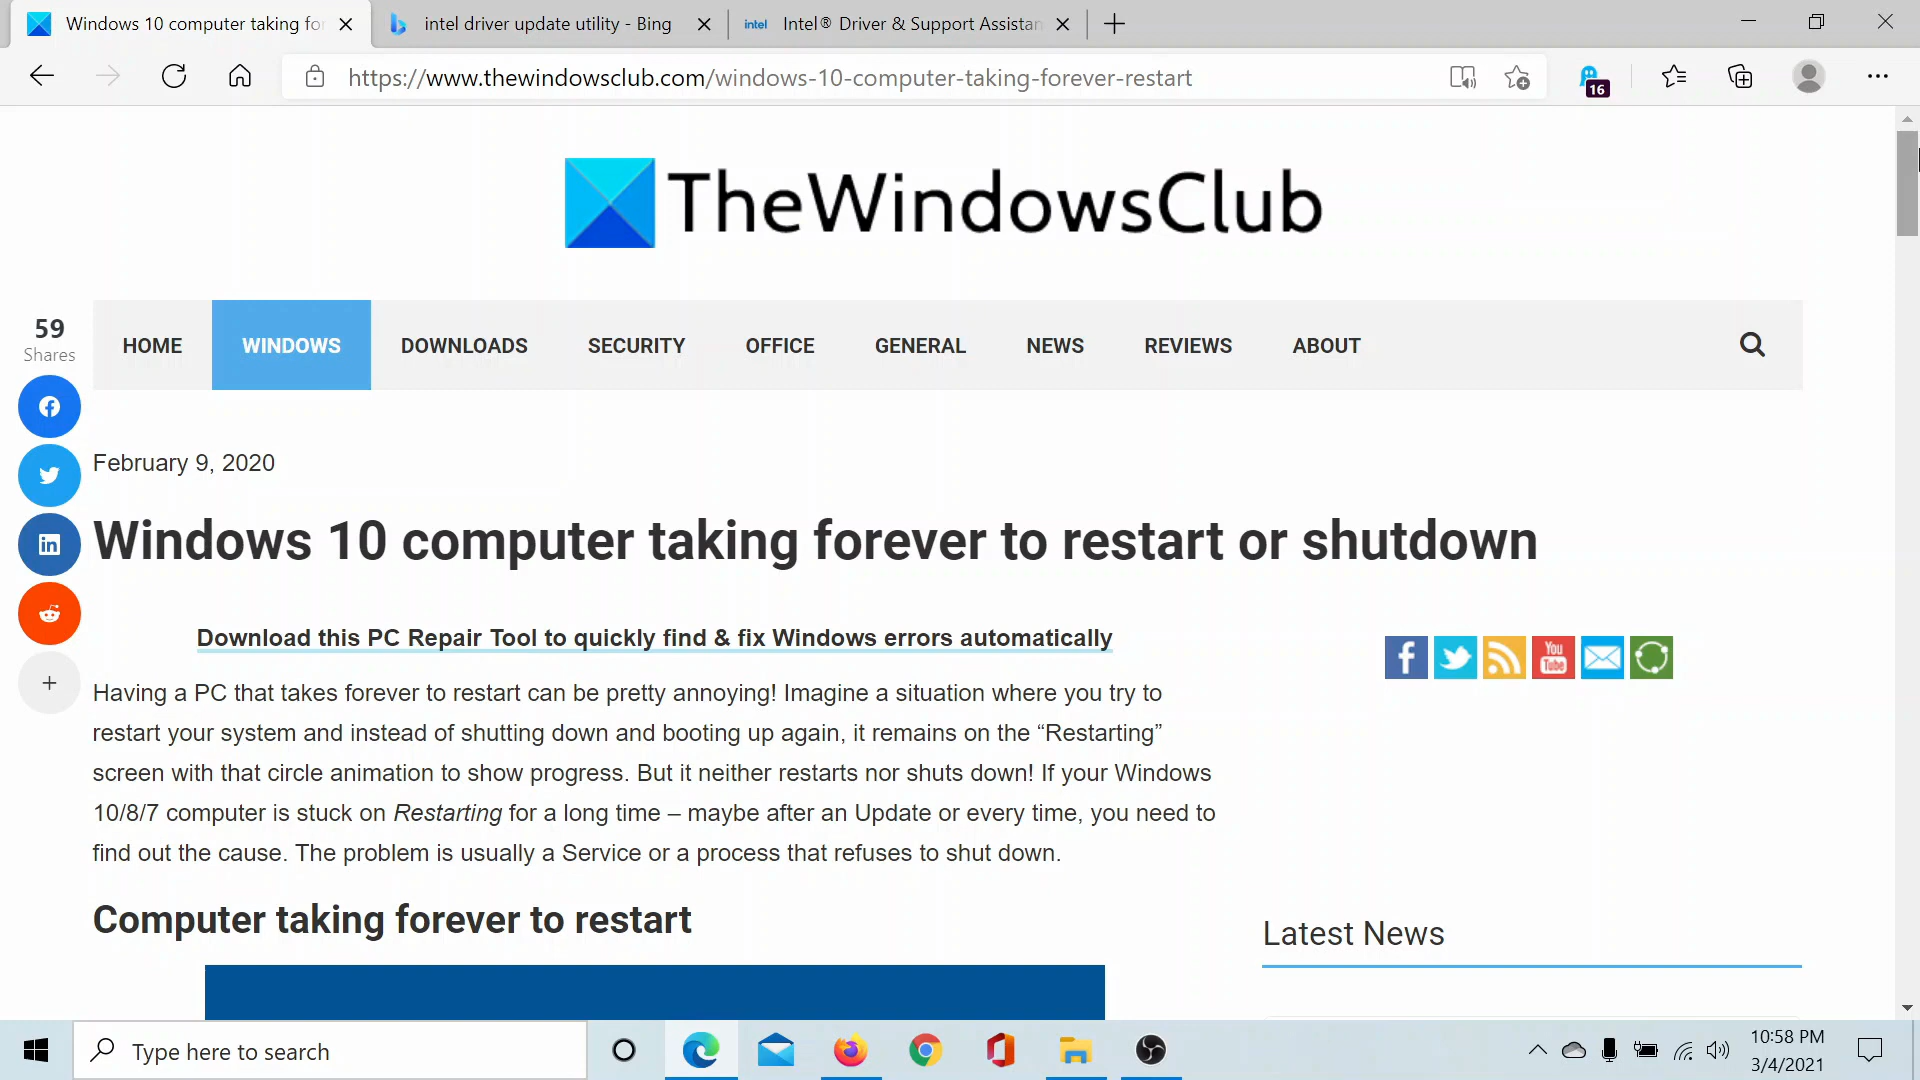 Windows 10 computer taking fo
intel driver update utility - Bing
intel
Intel® Driver & Support Assistan
https://www.thewindowsclub.com/windows-10-computer-taking-forever-restart
16
TheWindowsClub
HOME
WINDOWS
DOWNLOADS
SECURITY
OFFICE
GENERAL
NEWS
REVIEWS
ABOUT
59
Shares
February 9, 2020
Windows 10 computer taking forever to restart or shutdown
Download this PC Repair Tool to quickly find & fix Windows errors automatically
Having a PC that takes forever to restart can be pretty annoying! Imagine a situation where you try to
restart your system and instead of shutting down and booting up again, it remains on the “Restarting”
screen with that circle animation to show progress. But it neither restarts nor shuts down! If your Windows
10/8/7 computer is stuck on Restarting for a long time – maybe after an Update or every time, you need to
find out the cause. The problem is usually a Service or a process that refuses to shut down.
You
Tube
Computer taking forever to restart
Latest News
Type here to search
10:58 PM
3/4/2021